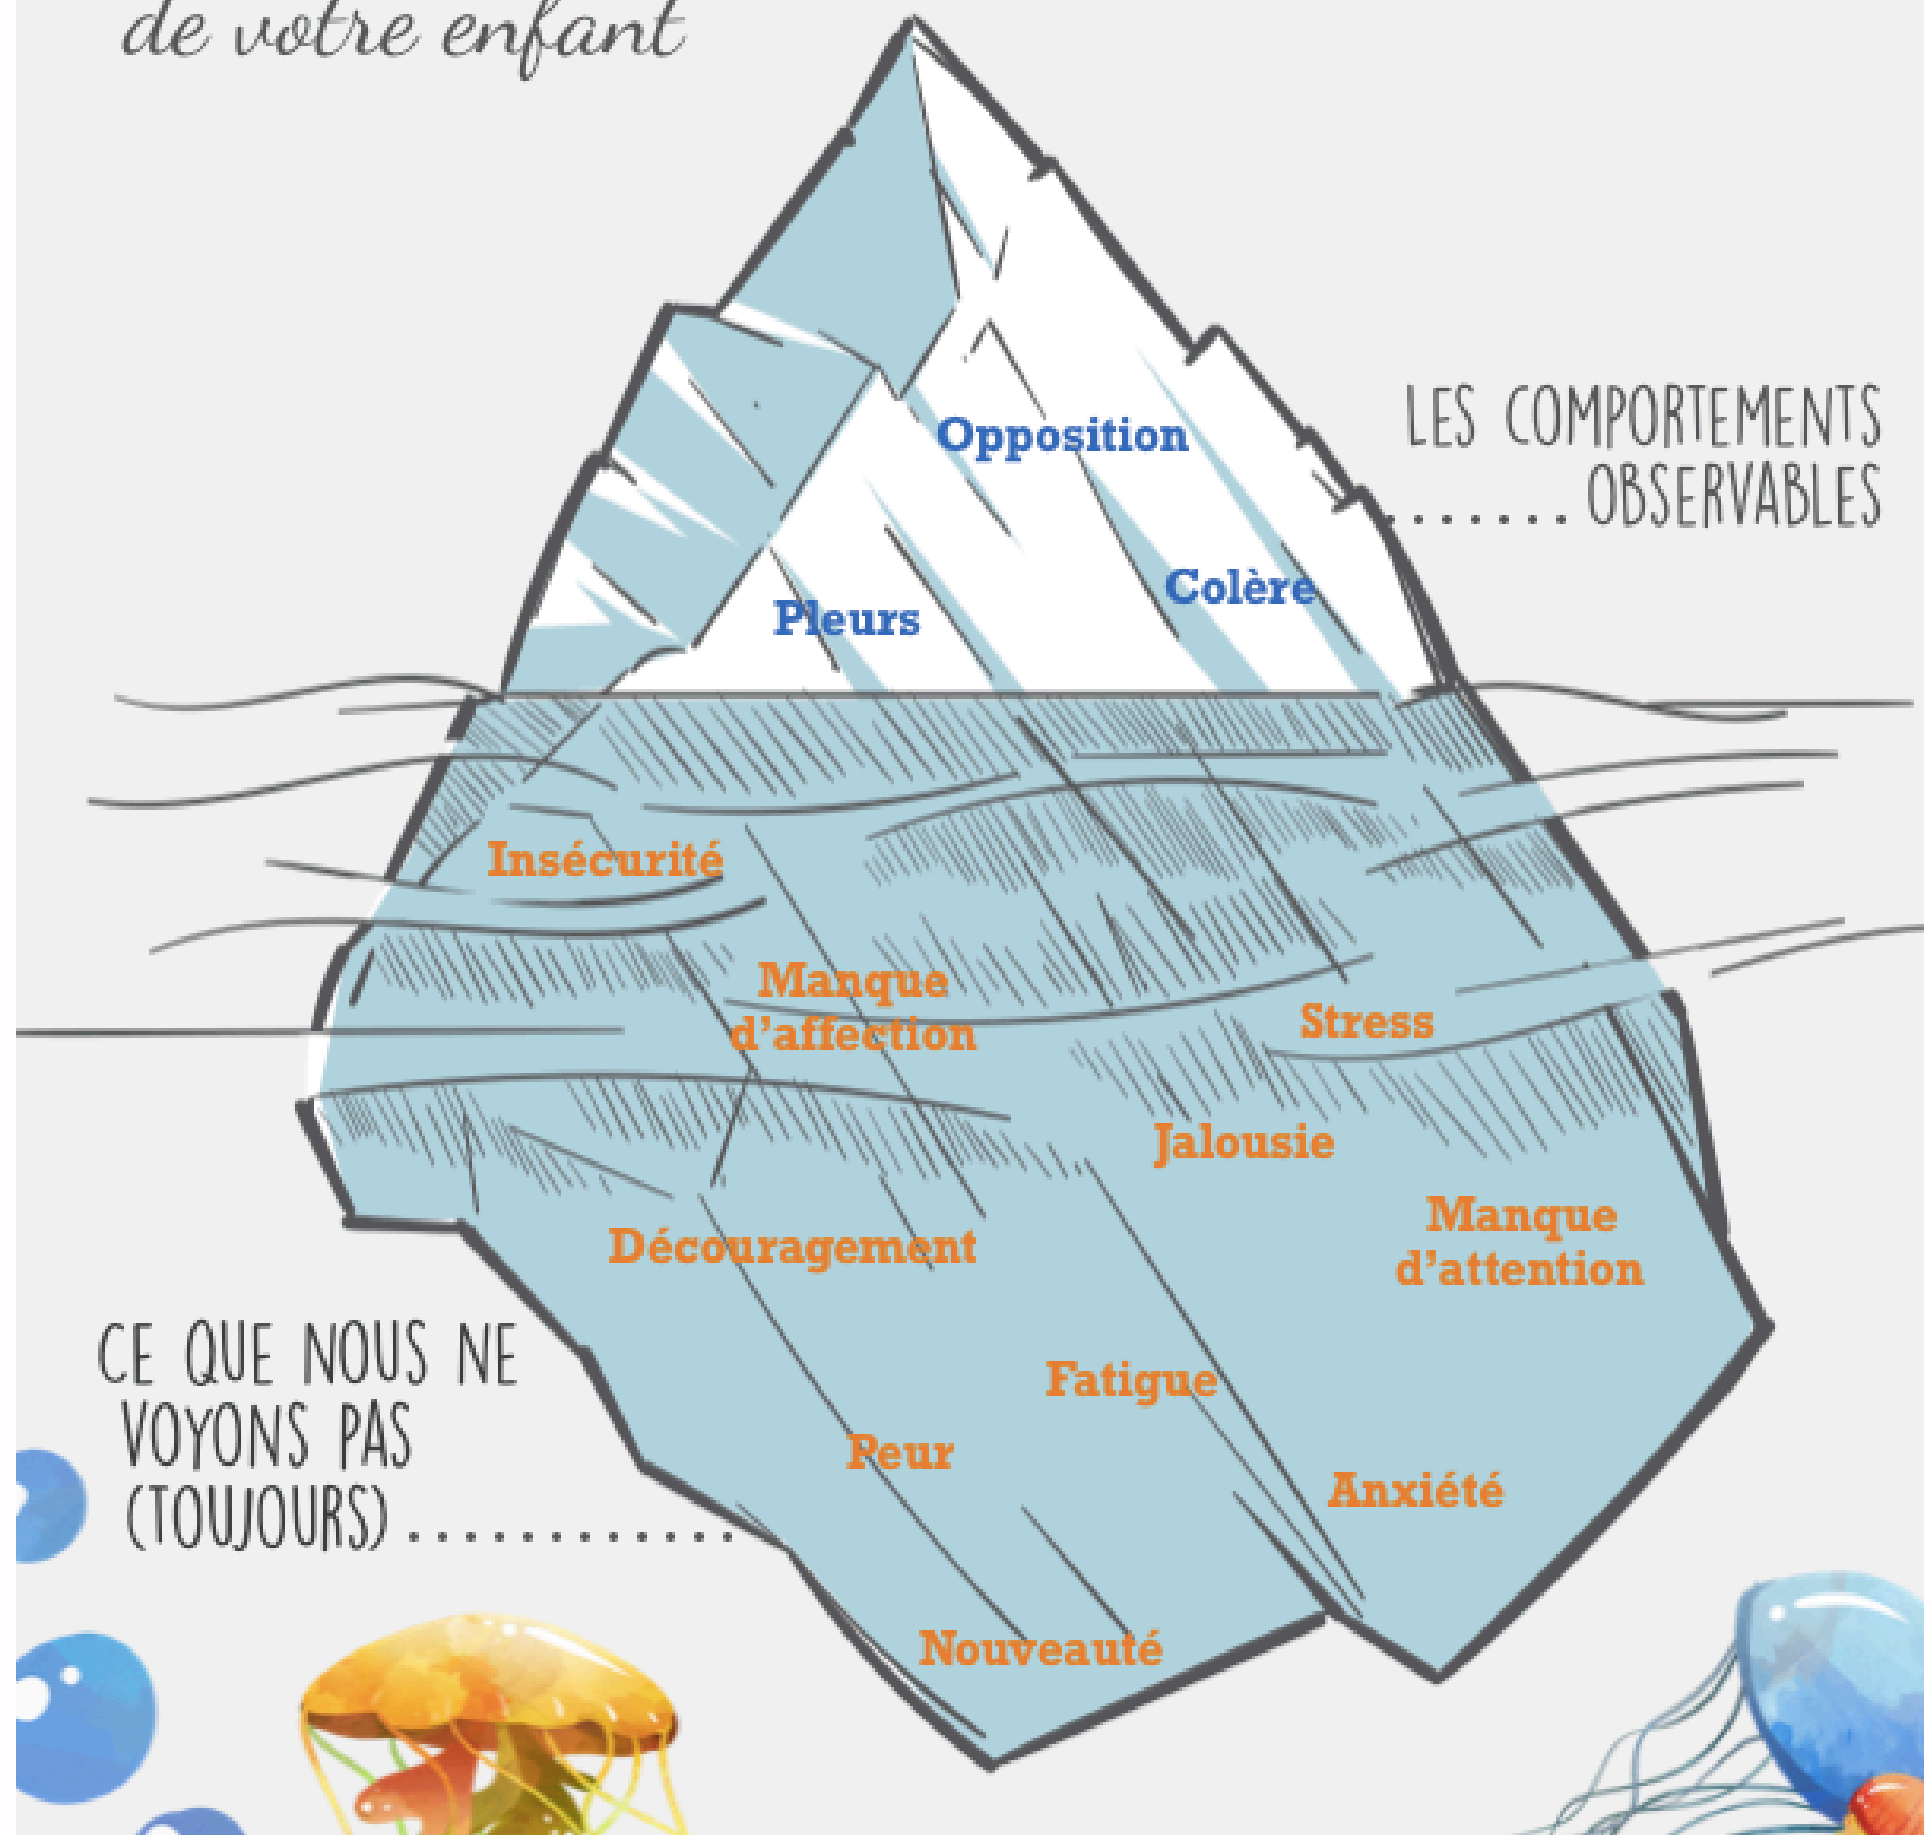 de votre enfant
Opposition
LES COMPORTEMENTS
....... OBSERVABLES
Colère
Pleurs
Insécurité
Manque
d'affection
Stress
Jalousie
Manque
d'attention
Découragement
CE QUE NOUS NE
VOYONS PAS
(TOUJOURS) ............
Fatigue
Peur
Anxiété
Nouveauté